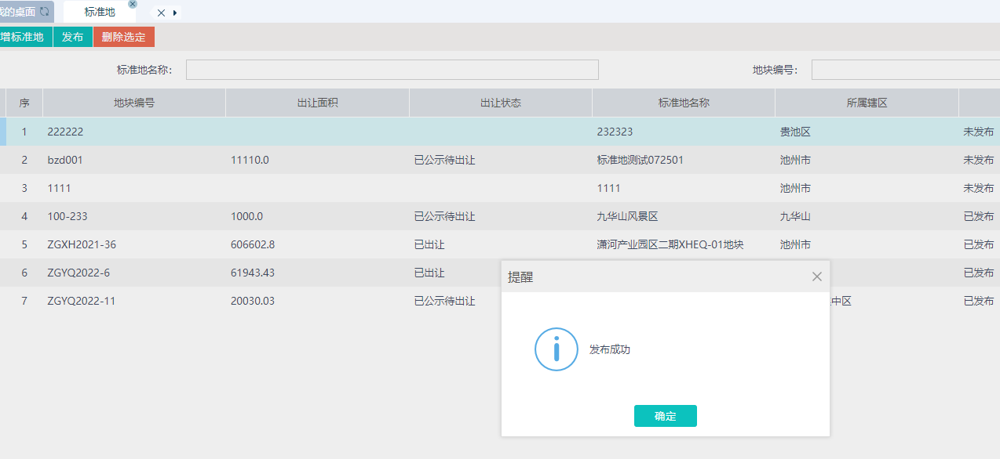 我的桌面 标准地
增标准地 发布 删除选定
标准地名称: 地块编号:
序 地块编号 出让面积 出让状态 标准地名称 所属辖区
1 222222 232323 贵池区 未发布
2 bzd001 11110.0 已公示待出让 标准地测试072501 池州市 未发布
3 1111 1111 池州市 未发布
4 100-233 1000.0 已公示待出让 九华山风景区 九华山 已发布
5 ZGXH2021-36 606602.8 已出让 潇河产业园区二期XHEQ-01地块 池州市 已发布
6 ZGYQ2022-6 61943.43 已出让 已发布
7 ZGYQ2022-11 20030.03 已公示待出让 中区 已发布
提醒
发布成功
确定